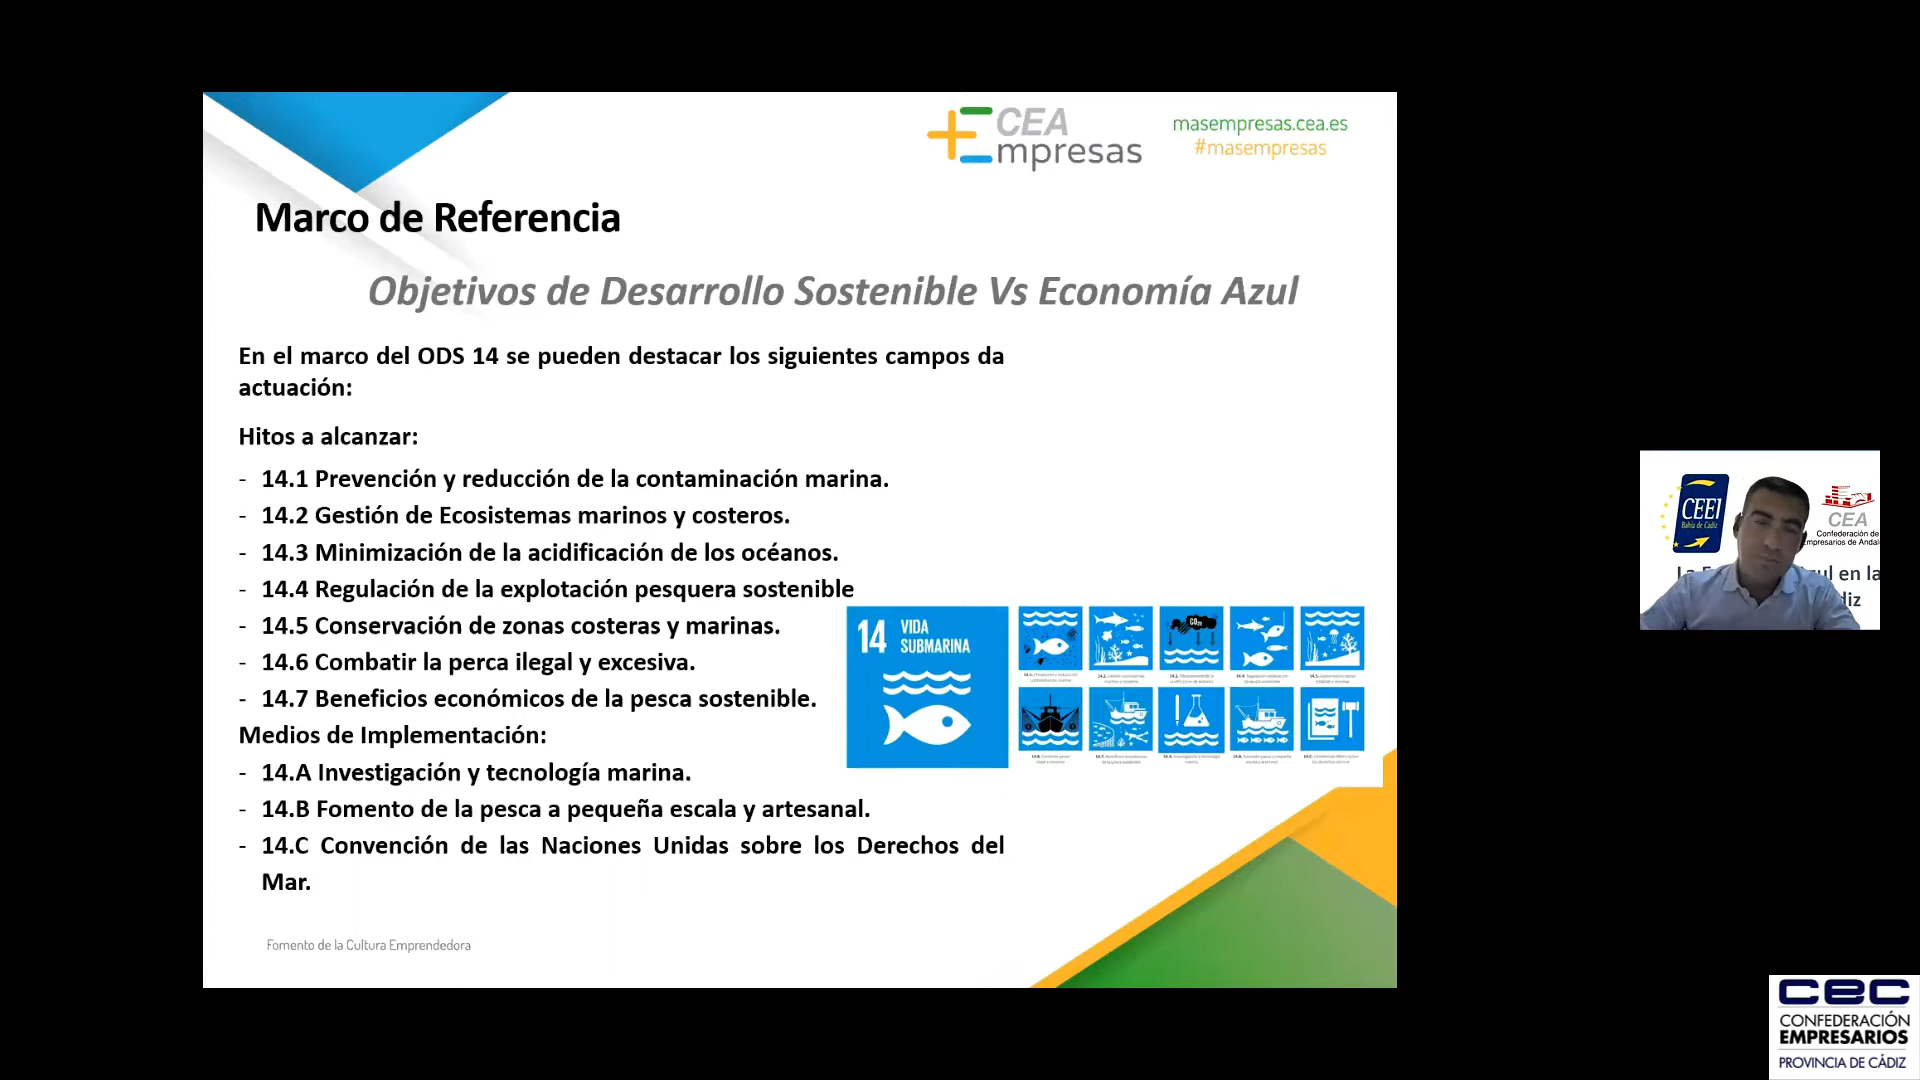 CEA
Empresas
masempresas.cea.es
#masempresas
Marco de Referencia
Objetivos de Desarrollo Sostenible Vs Economía Azul
En el marco del ODS 14 se pueden destacar los siguientes campos da
actuación:
Hitos a alcanzar:
- 14.1 Prevención y reducción de la contaminación marina.
- 14.2 Gestión de Ecosistemas marinos y costeros.
- 14.3 Minimización de la acidificación de los océanos.
- 14.4 Regulación de la explotación pesquera sostenible
- 14.5 Conservación de zonas costeras y marinas.
- 14.6 Combatir la perca ilegal y excesiva.
- 14.7 Beneficios económicos de la pesca sostenible.
Medios de Implementación:
- 14.A Investigación y tecnología marina.
- 14.B Fomento de la pesca a pequeña escala y artesanal.
- 14.C Convención de las Naciones Unidas sobre los Derechos del
Mar.
14 VIDA
SUBMARINA
Fomento de la Cultura Emprendedora
CEEI
Bahía de Cádiz
CEA
Confederación de
mpresarios de Andal
ul en la
diz
cec
CONFEDERACIÓN
EMPRESARIOS
PROVINCIA DE CÁDIZ